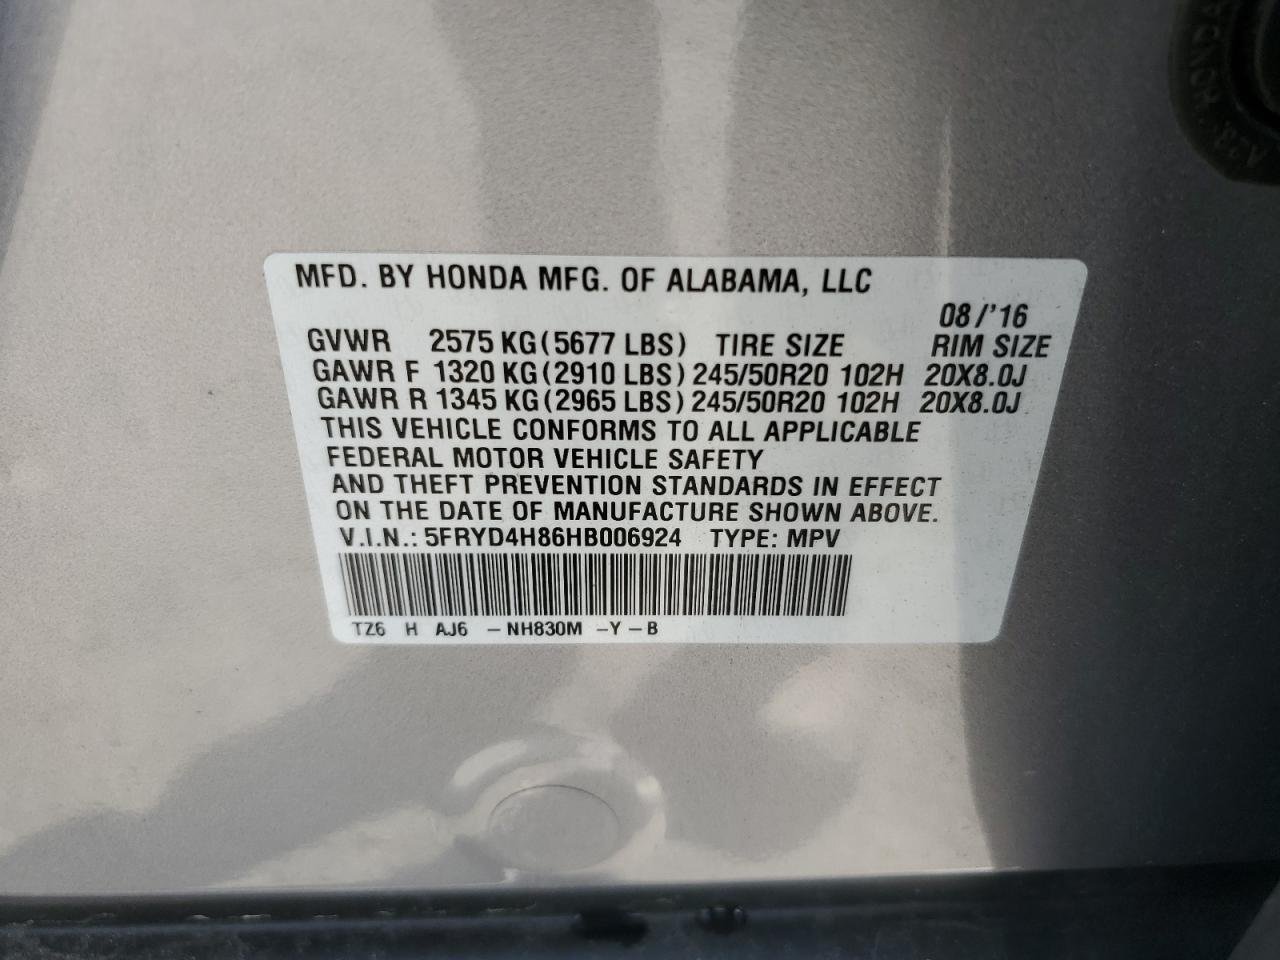 MFD. BY HONDA MFG. OF ALABAMA, LLC
08/'16
GVWR 2575 KG(5677 LBS) TIRE SIZE RIM SIZE
GAWR F 1320 KG(2910 LBS) 245/50R20 102H 20X8.0J
GAWR R 1345 KG(2965 LBS) 245/50R20 102H 20X8.0J
THIS VEHICLE CONFORMS TO ALL APPLICABLE
FEDERAL MOTOR VEHICLE SAFETY
AND THEFT PREVENTION STANDARDS IN EFFECT
ON THE DATE OF MANUFACTURE SHOWN ABOVE.
V.I.N.: 5FRYD4H86HB006924 TYPE: MPV
TZ6 H AJ6 -NH830M -Y-B
HONDA